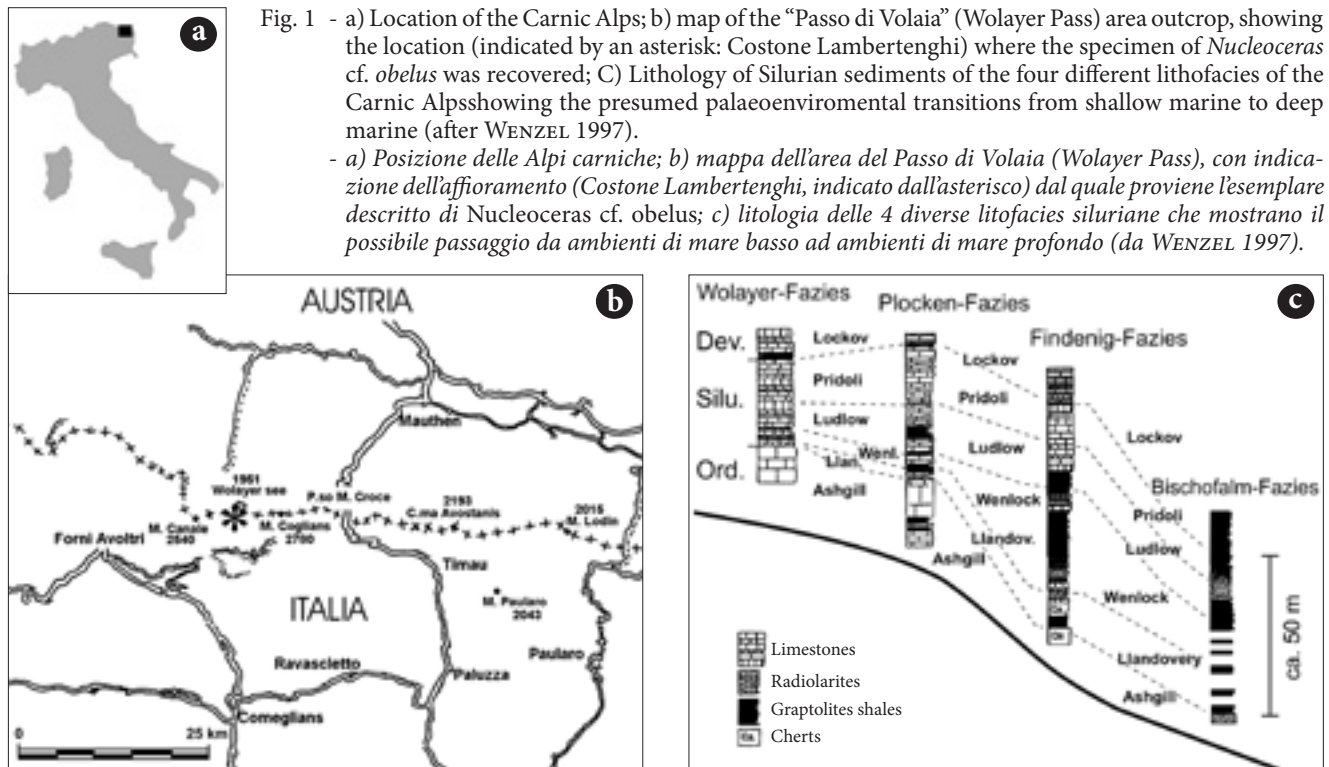 a
Fig. 1 - a) Location of the Carnic Alps; b) map of the “Passo di Volaia” (Wolayer Pass) area outcrop, showing
the location (indicated by an asterisk: Costone Lambertenghi) where the specimen of Nucleoceras
cf. obelus was recovered; C) Lithology of Silurian sediments of the four different lithofacies of the
Carnic Alpsshowing the presumed palaeoenviromental transitions from shallow marine to deep
marine (after WENZEL 1997).
- a) Posizione delle Alpi carniche; b) mappa dell’area del Passo di Volaia (Wolayer Pass), con indica-
zione dell’affioramento (Costone Lambertenghi, indicato dall’asterisco) dal quale proviene l’esemplare
descritto di Nucleoceras cf. obelus; c) litologia delle 4 diverse litofacies siluriane che mostrano il
possibile passaggio da ambienti di mare basso ad ambienti di mare profondo (da WENZEL 1997).
AUSTRIA
b
Mauthen
1951
Wolayer see
P.so M. Croce
2193
C.ma Avostanis
2015
M. Lodin
M. Canale
2540
M. Coglians
2700
Forni Avoltri
Timau
ITALIA
M. Paularo
2043
Ravascletto
Paluzza
Paularo
Comeglians
0 25 km
c
Wolayer-Fazies
Plocken-Fazies
Findenig-Fazies
Bischofalm-Fazies
Dev.
Silu.
Ord.
Lockov
Pridoli
Ludlow
Wenl.
Llan.
Ashgill
Lockov
Pridoli
Ludlow
Wenlock
Llandov.
Ashgill
Lockov
Pridoli
Ludlow
Wenlock
Llandovery
Ashgill
ca. 50 m
Limestones
Radiolarites
Graptolites shales
Cherts